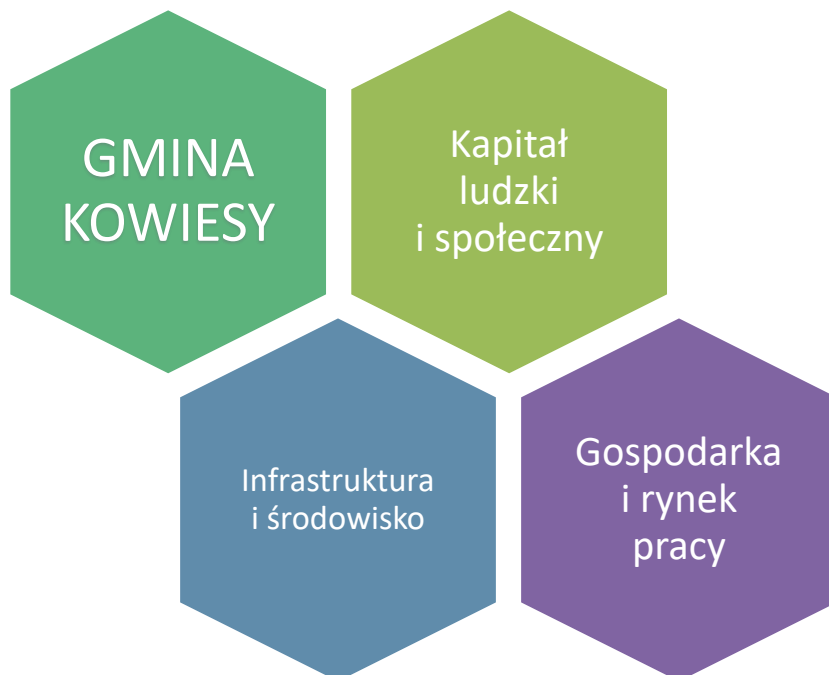 GMINA
KOWIESY
Kapitał
ludzki
i społeczny
Infrastruktura
i środowisko
Gospodarka
i rynek
pracy